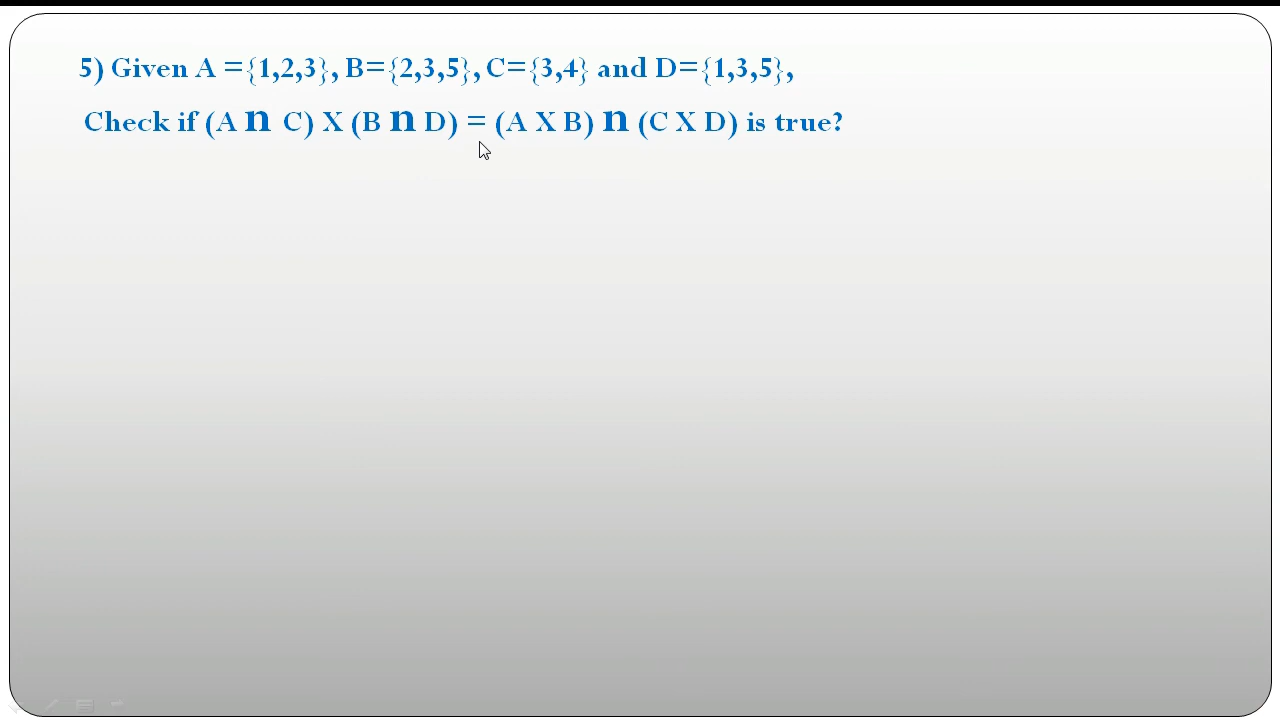 5) Given A ={1,2,3}, B={2,3,5}, C={3,4} and D={1,3,5},
Check if (A n C) X (B n D) = (A X B) n (C X D) is true?